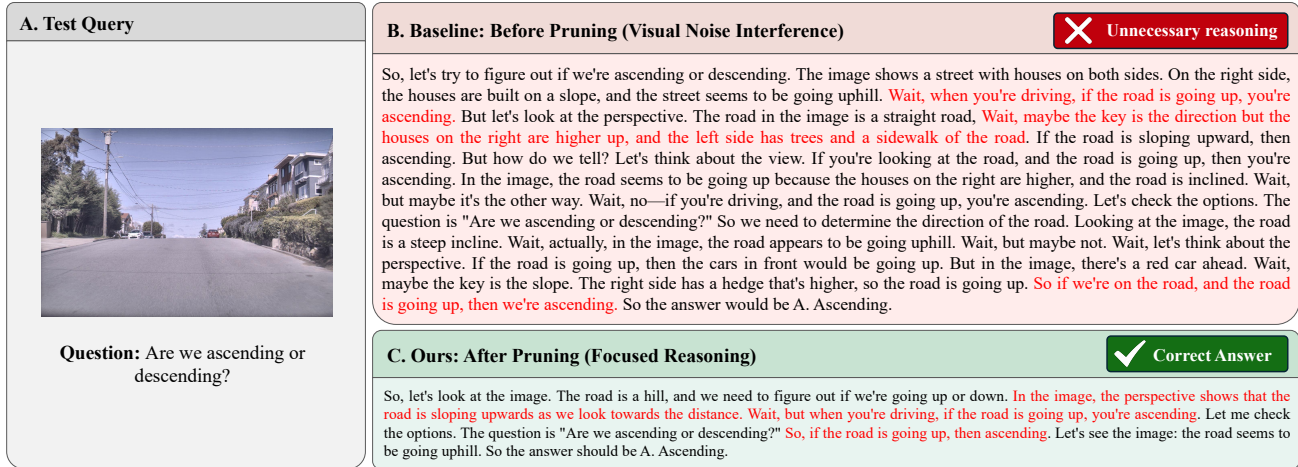 A. Test Query
Question: Are we ascending or
descending?
B. Baseline: Before Pruning (Visual Noise Interference)
Unnecessary reasoning
So, let's try to figure out if we're ascending or descending. The image shows a street with houses on both sides. On the right side,
the houses are built on a slope, and the street seems to be going uphill. Wait, when you're driving, if the road is going up, you're
ascending. But let's look at the perspective. The road in the image is a straight road, Wait, maybe the key is the direction but the
houses on the right are higher up, and the left side has trees and a sidewalk of the road. If the road is sloping upward, then
ascending. But how do we tell? Let's think about the view. If you're looking at the road, and the road is going up, then you're
ascending. In the image, the road seems to be going up because the houses on the right are higher, and the road is inclined. Wait,
but maybe it's the other way. Wait, no—if you're driving, and the road is going up, you're ascending. Let's check the options. The
question is "Are we ascending or descending?" So we need to determine the direction of the road. Looking at the image, the road
is a steep incline. Wait, actually, in the image, the road appears to be going uphill. Wait, but maybe not. Wait, let's think about the
perspective. If the road is going up, then the cars in front would be going up. But in the image, there's a red car ahead. Wait,
maybe the key is the slope. The right side has a hedge that's higher, so the road is going up. So if we're on the road, and the road
is going up, then we're ascending. So the answer would be A. Ascending.
C. Ours: After Pruning (Focused Reasoning)
Correct Answer
So, let's look at the image. The road is a hill, and we need to figure out if we're going up or down. In the image, the perspective shows that the
road is sloping upwards as we look towards the distance. Wait, but when you're driving, if the road is going up, you're ascending. Let me check
the options. The question is "Are we ascending or descending?" So, if the road is going up, then ascending. Let's see the image: the road seems to
be going uphill. So the answer should be A. Ascending.